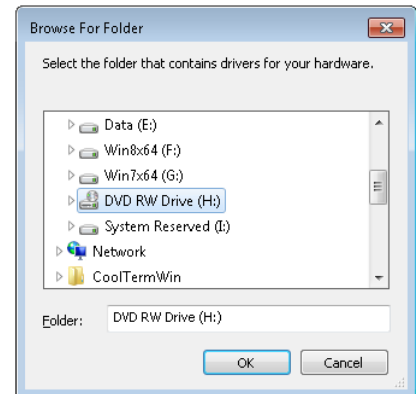 Browse For Folder
Select the folder that contains drivers for your hardware.
Data (E:)
Win8x64 (F:)
Win7x64 (G:)
DVD RW Drive (H:)
System Reserved (I:)
Network
CoolTermWin
Folder: DVD RW Drive (H:)
OK Cancel